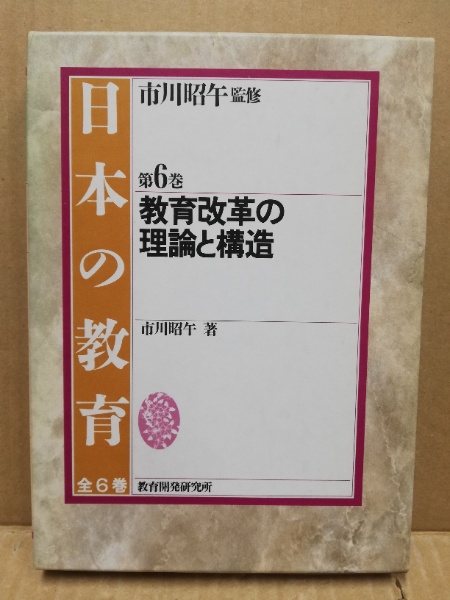 日本の教育
全6巻
市川昭午監修
第6巻
教育改革の
理論と構造
市川昭午 著
教育開発研究所